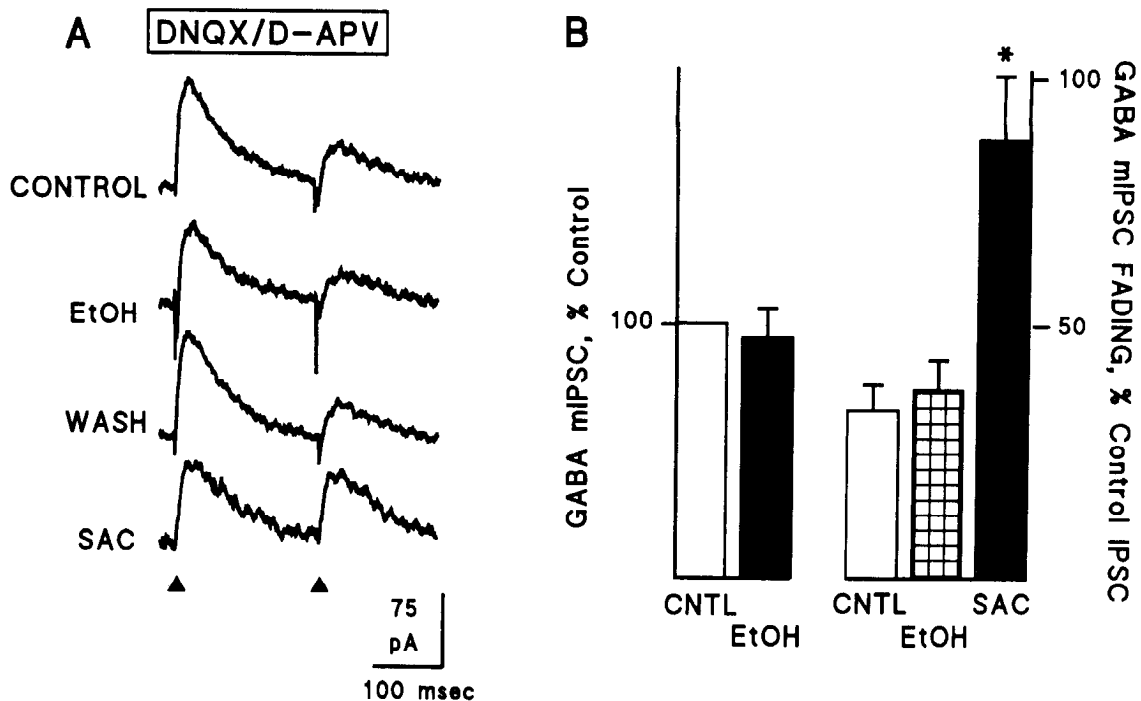 A
DNQX/D-APV
CONTROL
EtOH
WASH
SAC
75
pA
100 msec
B
GABA mIPSC, % Control
100
CNTL
EtOH
CNTL
EtOH
SAC
*
100
50
GABA mIPSC FADING, % Control IPSC